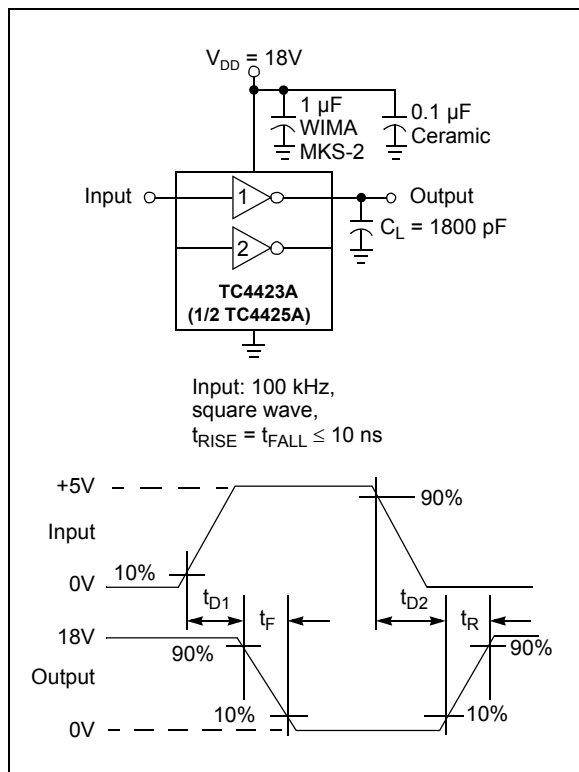 V_DD = 18V
1 µF
WIMA
MKS-2
0.1 µF
Ceramic
Input
1
Output
C_L = 1800 pF
2
TC4423A
(1/2 TC4425A)
Input: 100 kHz,
square wave,
t_RISE = t_FALL ≤ 10 ns
+5V
90%
Input
10%
0V
t_D1
t_F
t_D2
t_R
18V
90%
90%
Output
10%
10%
0V